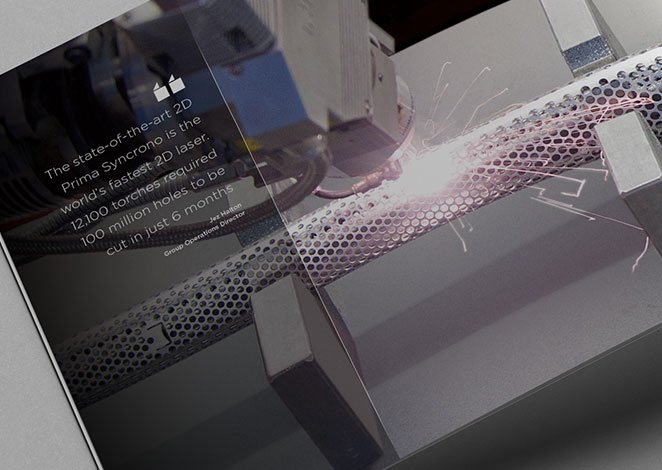 The state-of-the-art 2D
Prima Syncrono is the
world's fastest 2D laser.
12,100 torches required
100 million holes to be
cut in just 6 months
Jez Halton
Group Operations Director